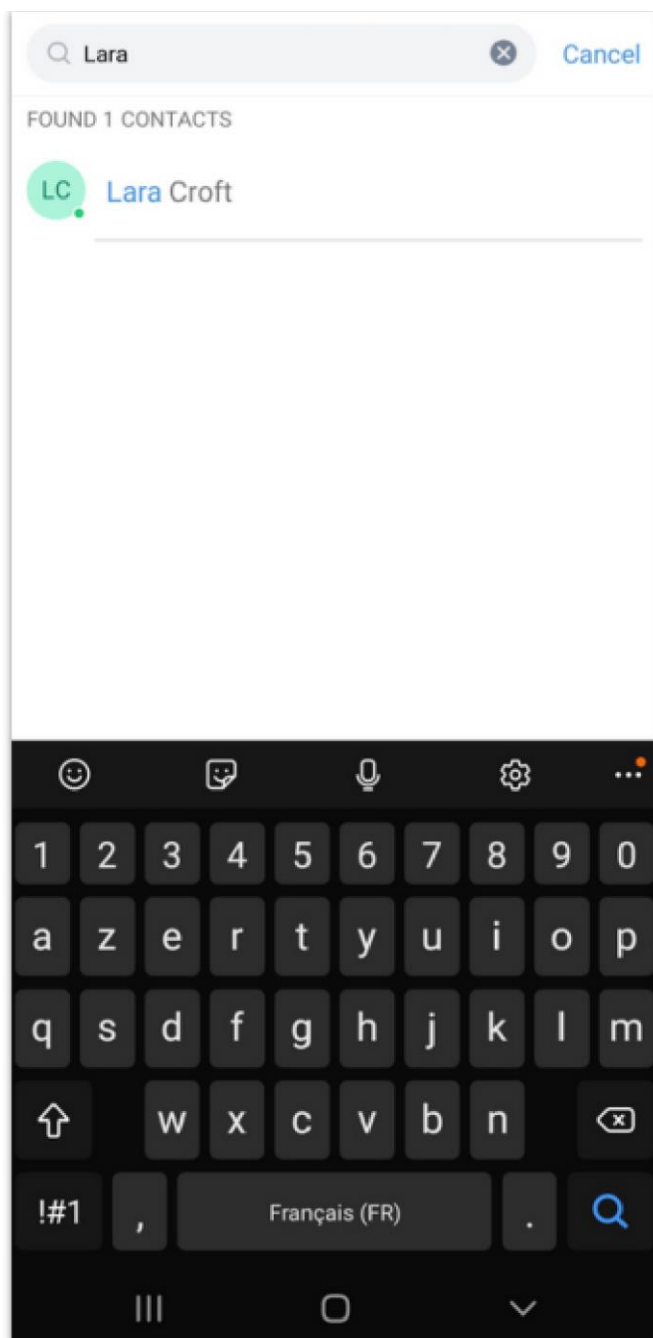 Lara Cancel
FOUND 1 CONTACTS
LC Lara Croft
1 2 3 4 5 6 7 8 9 0
a z e r t y u i o p
q s d f g h j k l m
w x c v b n
!#1 , Français (FR) .